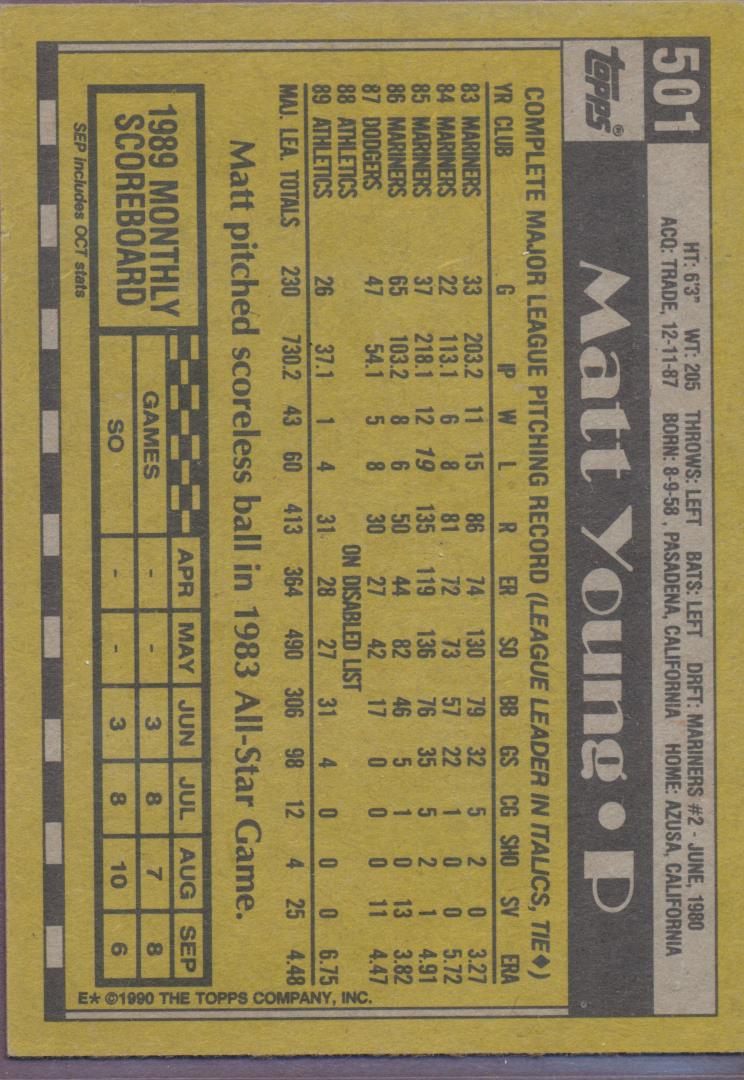 501
HT: 6'3" WT: 205 THROWS: LEFT BATS: LEFT DRFT: MARINERS #2 - JUNE, 1980
ACQ: TRADE, 12-11-87 BORN: 8-9-58, PASADENA, CALIFORNIA HOME: AZUSA, CALIFORNIA
topps®
Matt Young • P
COMPLETE MAJOR LEAGUE PITCHING RECORD (LEAGUE LEADER IN ITALICS, TIE♦)
YR CLUB G IP W L R ER SO BB GS CG SHO SV ERA
83 MARINERS 33 203.2 11 15 86 74 130 79 32 5 2 0 3.27
84 MARINERS 22 113.1 6 8 81 72 73 57 22 1 0 0 5.72
85 MARINERS 37 218.1 12 19 135 119 136 76 35 5 2 1 4.91
86 MARINERS 65 103.2 8 6 50 44 82 46 5 1 0 13 3.82
87 DODGERS 47 54.1 5 8 30 27 42 17 0 0 0 11 4.47
88 ATHLETICS ON DISABLED LIST
89 ATHLETICS 26 37.1 1 4 31 28 27 31 4 0 0 0 6.75
MAJ. LEA. TOTALS 230 730.2 43 60 413 364 490 306 98 12 4 25 4.48
Matt pitched scoreless ball in 1983 All-Star Game.
1989 MONTHLY
SCOREBOARD
APR MAY JUN JUL AUG SEP
GAMES - - 3 8 7 8
SO - - 3 8 10 6
SEP includes OCT stats
E* ©1990 THE TOPPS COMPANY, INC.